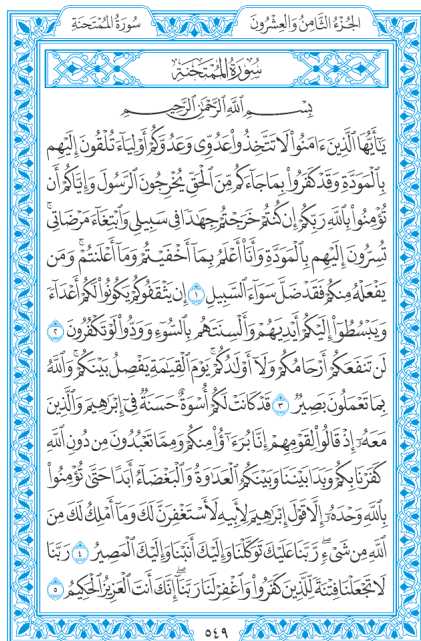 الجُزْءُ الثَّامِنُ وَالعِشْرُونَ
سُورَةُ المُمْتَحنَةِ
سُورَةُ المُمْتَحنَةِ
بِسْمِ اللَّهِ الرَّحْمَٰنِ الرَّحِيمِ
يَٰٓأَيُّهَا ٱلَّذِينَ ءَامَنُوا۟ لَا تَتَّخِذُوا۟ عَدُوِّى وَعَدُوَّكُمْ أَوْلِيَآءَ تُلْقُونَ إِلَيْهِم
بِٱلْمَوَدَّةِ وَقَدْ كَفَرُوا۟ بِمَا جَآءَكُم مِّنَ ٱلْحَقِّ يُخْرِجُونَ ٱلرَّسُولَ وَإِيَّاكُمْ أَن
تُؤْمِنُوا۟ بِٱللَّهِ رَبِّكُمْ إِن كُنتُمْ خَرَجْتُمْ جِهَٰدًا فِى سَبِيلِى وَٱبْتِغَآءَ مَرْضَاتِى
تُسِرُّونَ إِلَيْهِم بِٱلْمَوَدَّةِ وَأَنَا۠ أَعْلَمُ بِمَآ أَخْفَيْتُمْ وَمَآ أَعْلَنتُمْ وَمَن
يَفْعَلْهُ مِنكُمْ فَقَدْ ضَلَّ سَوَآءَ ٱلسَّبِيلِ ١ إِن يَثْقَفُوكُمْ يَكُونُوا۟ لَكُمْ أَعْدَآءً
وَيَبْسُطُوٓا۟ إِلَيْكُمْ أَيْدِيَهُمْ وَأَلْسِنَتَهُم بِٱلسُّوٓءِ وَوَدُّوا۟ لَوْ تَكْفُرُونَ ٢
لَن تَنفَعَكُمْ أَرْحَامُكُمْ وَلَآ أَوْلَٰدُكُمْ يَوْمَ ٱلْقِيَٰمَةِ يَفْصِلُ بَيْنَكُمْ وَٱللَّهُ
بِمَا تَعْمَلُونَ بَصِيرٌ ٣ قَدْ كَانَتْ لَكُمْ أُسْوَةٌ حَسَنَةٌ فِىٓ إِبْرَٰهِيمَ وَٱلَّذِينَ
مَعَهُۥٓ إِذْ قَالُوا۟ لِقَوْمِهِمْ إِنَّا بُرَءَٰٓؤُا۟ مِنكُمْ وَمِمَّا تَعْبُدُونَ مِن دُونِ ٱللَّهِ
كَفَرْنَا بِكُمْ وَبَدَا بَيْنَنَا وَبَيْنَكُمُ ٱلْعَدَٰوَةُ وَٱلْبَغْضَآءُ أَبَدًا حَتَّىٰ تُؤْمِنُوا۟
بِٱللَّهِ وَحْدَهُۥٓ إِلَّا قَوْلَ إِبْرَٰهِيمَ لِأَبِيهِ لَأَسْتَغْفِرَنَّ لَكَ وَمَآ أَمْلِكُ لَكَ مِنَ
ٱللَّهِ مِن شَىْءٍ رَّبَّنَا عَلَيْكَ تَوَكَّلْنَا وَإِلَيْكَ أَنَبْنَا وَإِلَيْكَ ٱلْمَصِيرُ ٤ رَبَّنَا
لَا تَجْعَلْنَا فِتْنَةً لِّلَّذِينَ كَفَرُوا۟ وَٱغْفِرْ لَنَا رَبَّنَآ إِنَّكَ أَنتَ ٱلْعَزِيزُ ٱلْحَكِيمُ ٥
٥٤٩